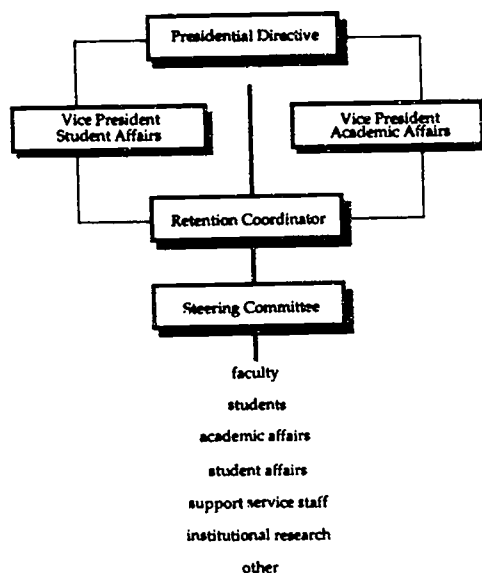 Presidential Directive
Vice President
Student Affairs
Vice President
Academic Affairs
Retention Coordinator
Steering Committee
faculty
students
academic affairs
student affairs
support service staff
institutional research
other